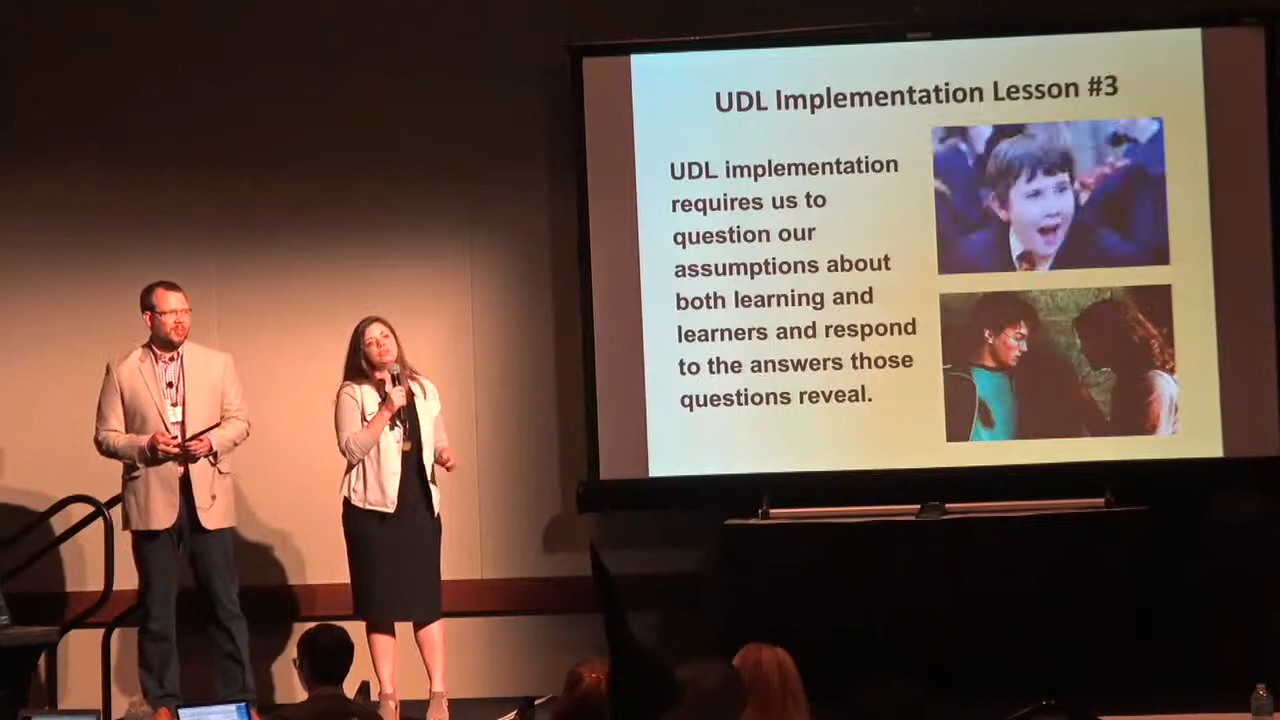 UDL Implementation Lesson #3
UDL implementation
requires us to
question our
assumptions about
both learning and
learners and respond
to the answers those
questions reveal.